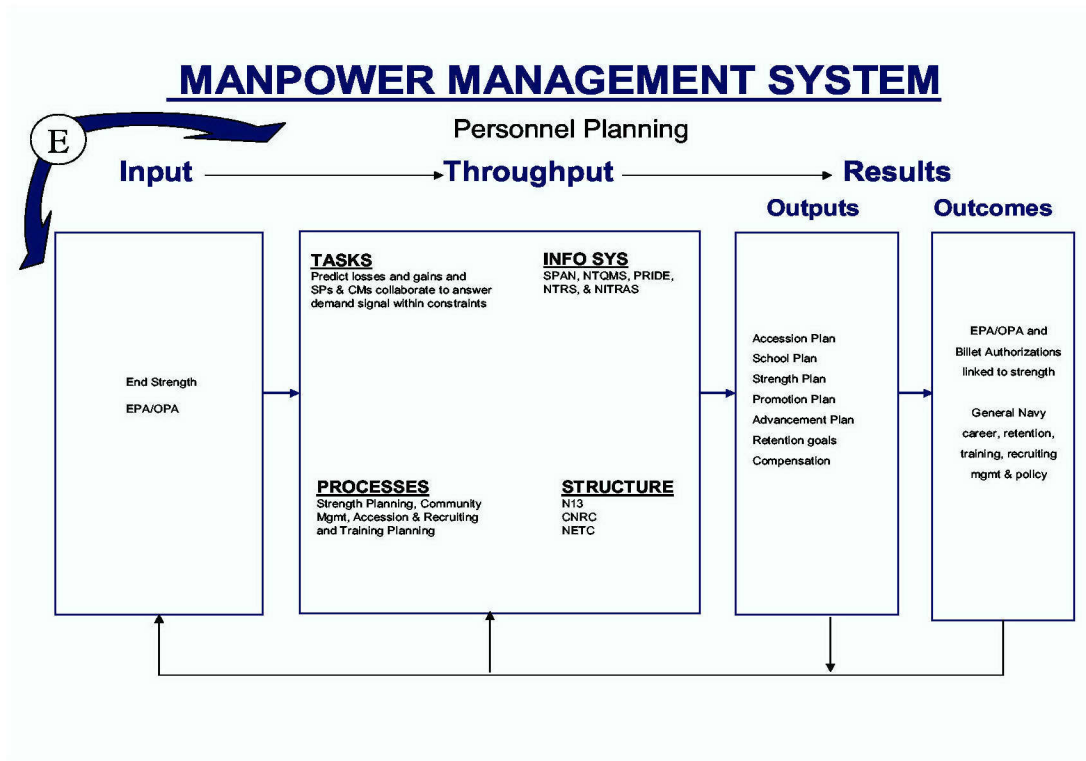 MANPOWER MANAGEMENT SYSTEM
Personnel Planning
E
Input
Throughput
Results
Outputs
Outcomes
End Strength
EPA/OPA
TASKS
Predict losses and gains and
SPs & CMs collaborate to answer
demand signal within constraints
INFO SYS
SPAN, NTQMS, PRIDE,
NTRS, & NITRAS
PROCESSES
Strength Planning, Community
Mgmt, Accession & Recruiting
and Training Planning
STRUCTURE
N13
CNRC
NETC
Accession Plan
School Plan
Strength Plan
Promotion Plan
Advancement Plan
Retention goals
Compensation
EPA/OPA and
Billet Authorizations
linked to strength
General Navy
career, retention,
training, recruiting
mgmt & policy